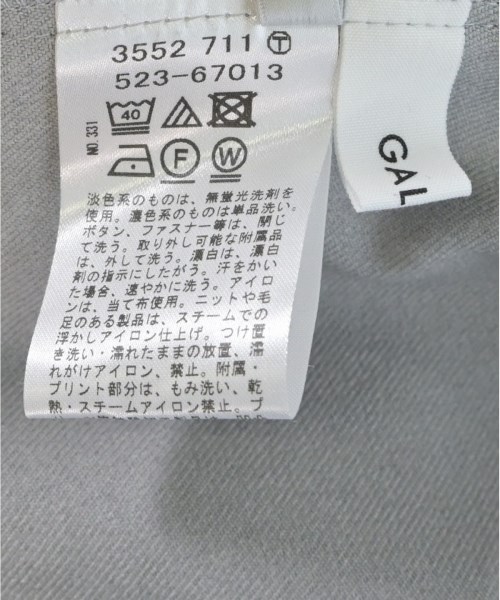 3552 711 Ⓣ
523-67013
NO.331
40
F
W
淡色系のものは、無蛍光洗剤を
使用。濃色系のものは単品洗い。
ボタン、ファスナー等は、閉じ
て洗う。取り外し可能な附属品
は、外して洗う。漂白は、漂白
剤の指示にしたがう。汗をかい
た場合、速やかに洗う。アイロ
ンは、当て布使用。ニットや毛
足のある製品は、スチームでの
浮かしアイロン仕上げ。つけ置
き洗い・濡れたままの放置、濡
れがけアイロン、禁止。附属・
プリント部分は、もみ洗い、乾
熱・スチームアイロン禁止。プ
GAL